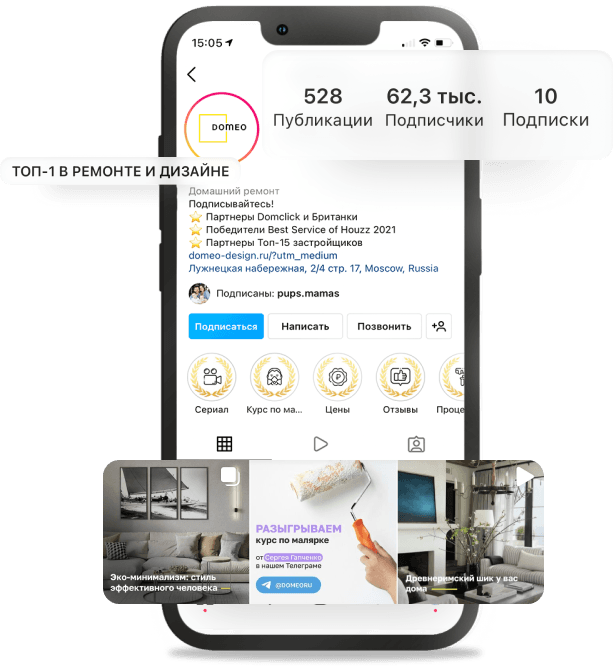 15:05
528
Публикации
62,3 тыс.
Подписчики
10
Подписки
DOMEO
ТОП-1 В РЕМОНТЕ И ДИЗАЙНЕ
Домашний ремонт
Подписывайтесь!
⭐ Партнеры Domclick и Британки
⭐ Победители Best Service of Houzz 2021
⭐ Партнеры Топ-15 застройщиков
domeo-design.ru/?utm_medium
Лужнецкая набережная, 2/4 стр. 17, Moscow, Russia
Подписаны: pups.mamas
Подписаться
Написать
Позвонить
Сериал
Курс по ма...
Цены
Отзывы
Проце
Эко-минимализм: стиль
эффективного человека
РАЗЫГРЫВАЕМ
курс по малярке
от Сергея Гапченко
в нашем Телеграме
@DOMEORU
Древнеримский шик у вас
дома